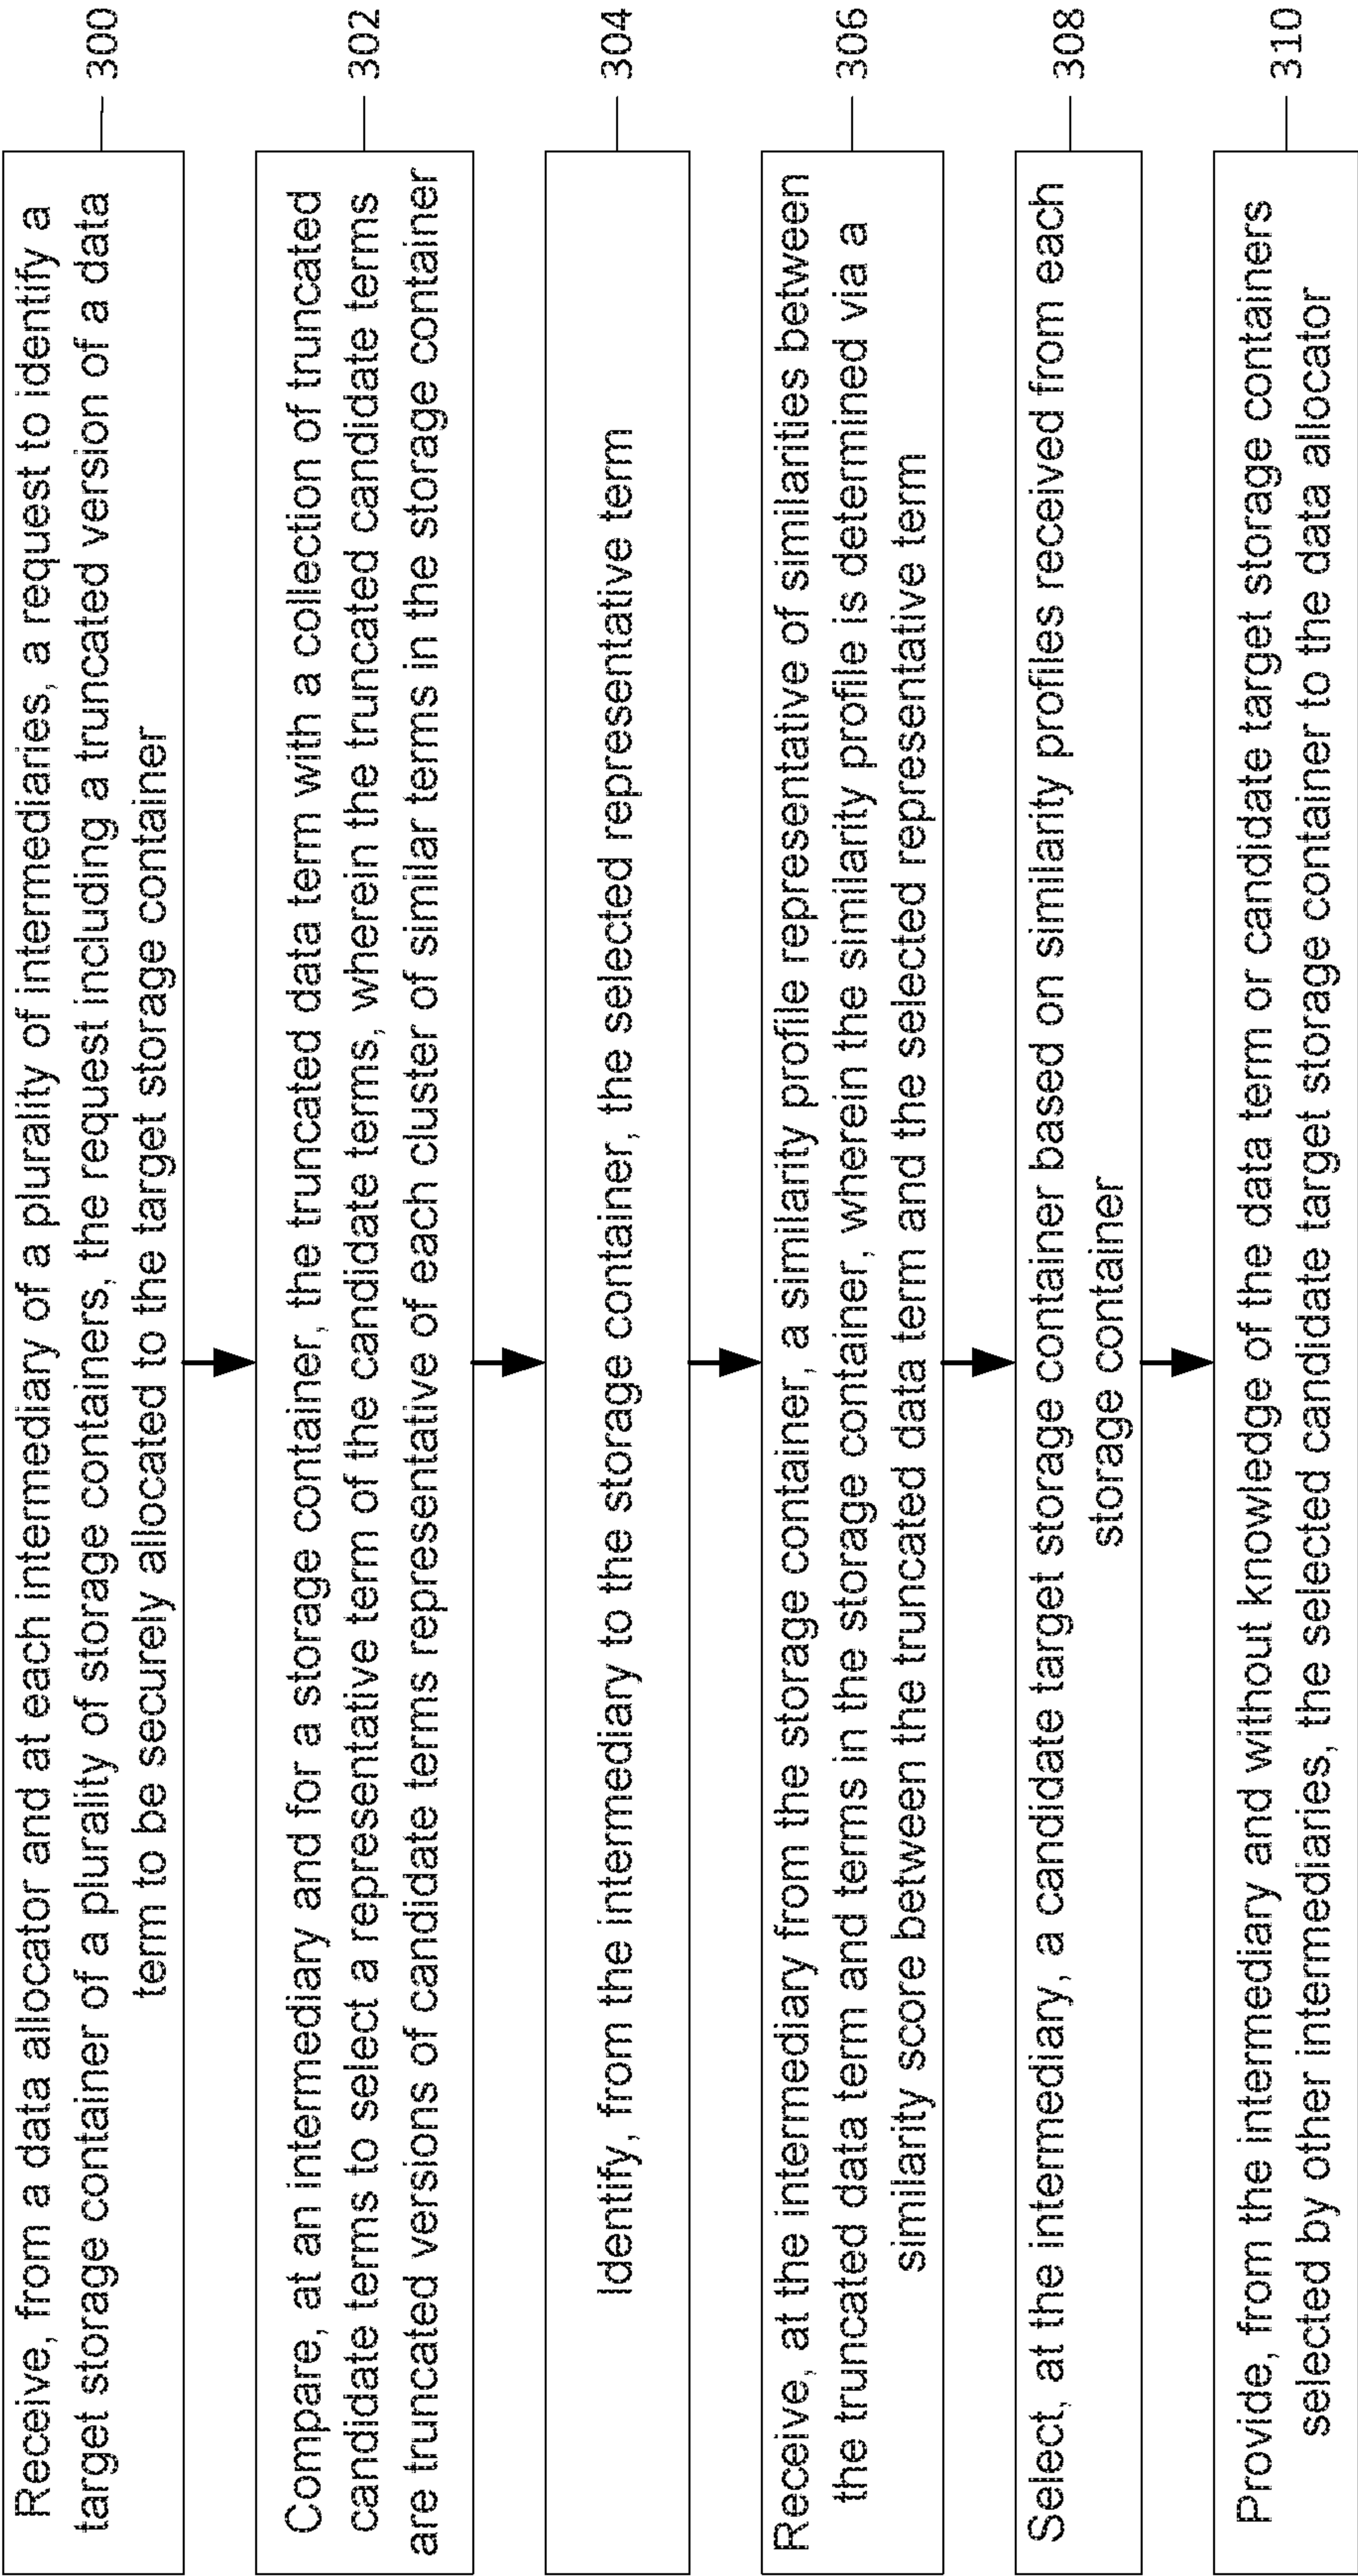 Receive, from a data allocator and at each intermediary of a plurality of intermediaries, a request to identify a
target storage container of a plurality of storage containers, the request including a truncated version of a data
term to be securely allocated to the target storage container
300
Compare, at an intermediary and for a storage container, the truncated data term with a collection of truncated
candidate terms to select a representative term of the candidate terms, wherein the truncated candidate terms
are truncated versions of candidate terms representative of each cluster of similar terms in the storage container
302
Identify, from the intermediary to the storage container, the selected representative term
304
Receive, at the intermediary from the storage container, a similarity profile representative of similarities between
the truncated data term and terms in the storage container, wherein the similarity profile is determined via a
similarity score between the truncated data term and the selected representative term
306
Select, at the intermediary, a candidate target storage container based on similarity profiles received from each
storage container
308
Provide, from the intermediary and without knowledge of the data term or candidate target storage containers
selected by other intermediaries, the selected candidate target storage container to the data allocator
310